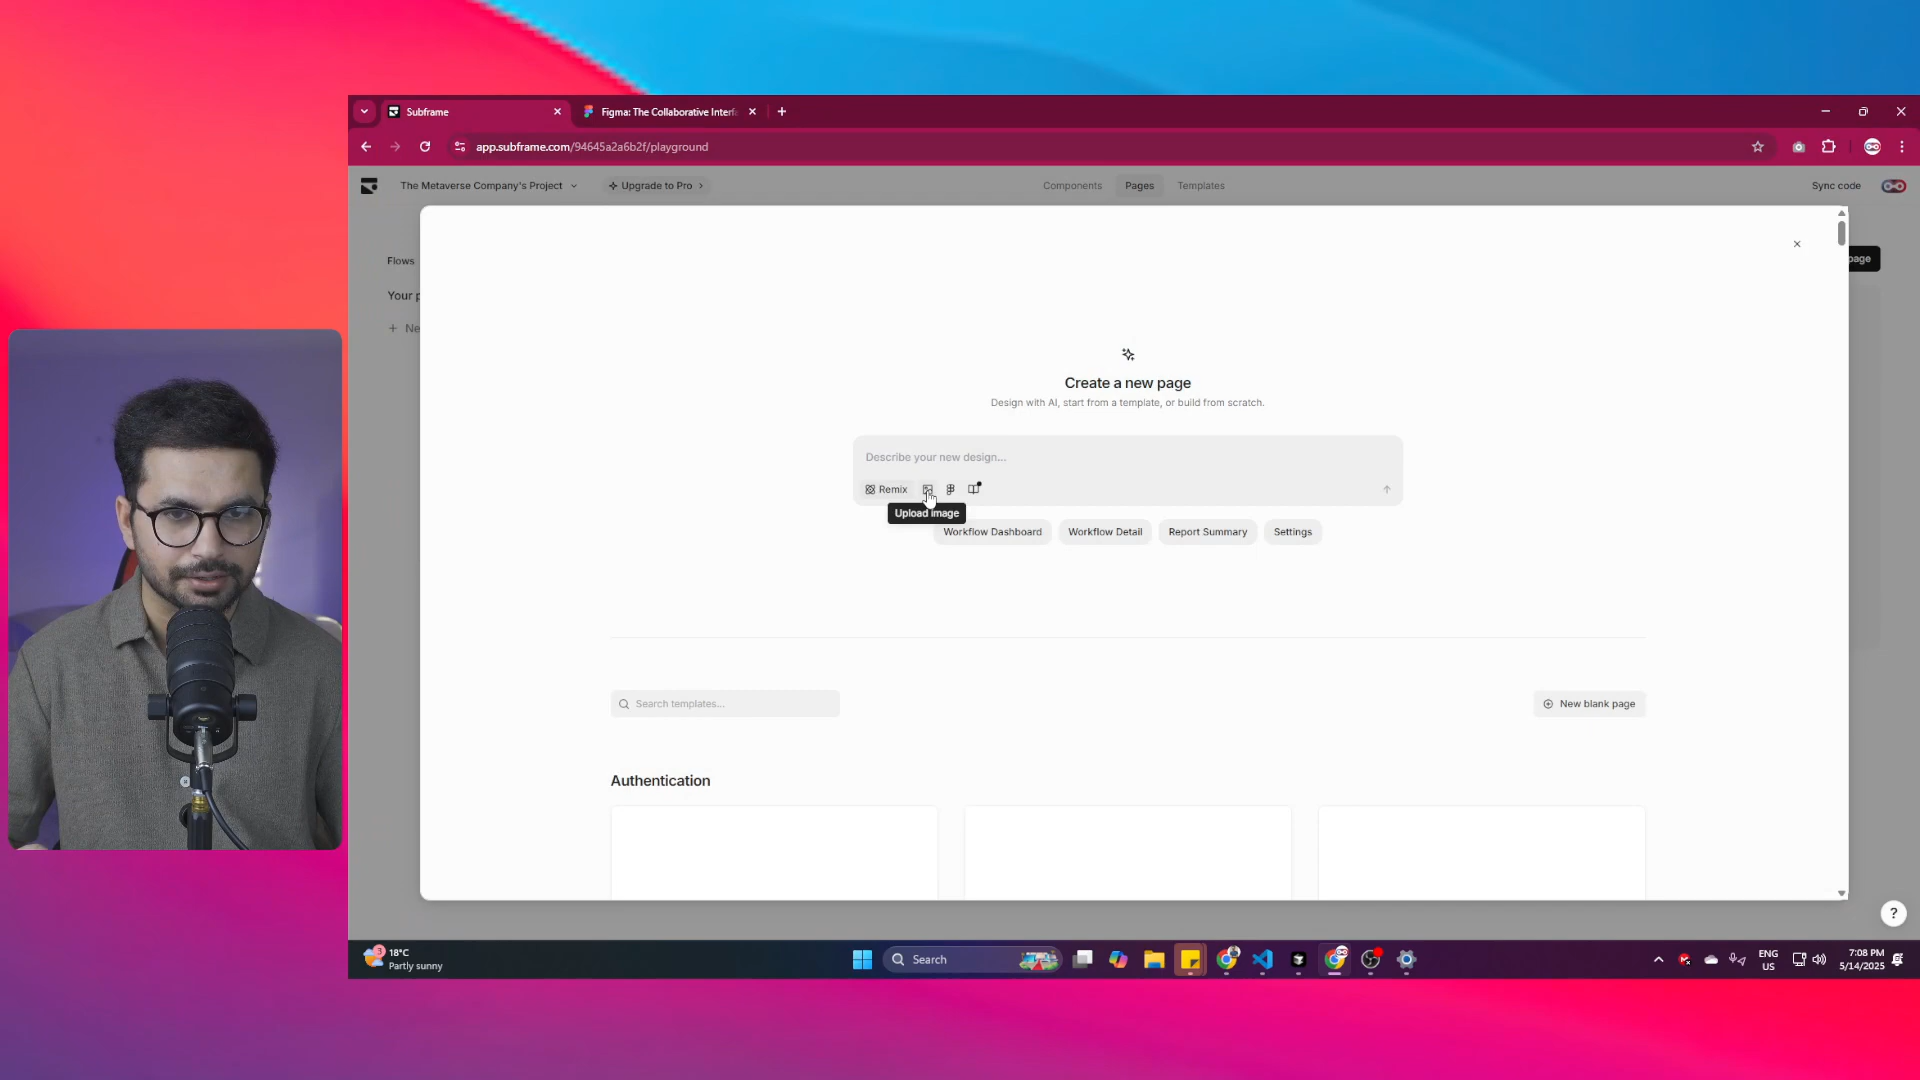 Subframe
Figma: The Collaborative Interf
app.subframe.com/94645a2a6b2f/playground
The Metaverse Company's Project
Upgrade to Pro
Components
Pages
Templates
Sync code
Flows
page
Your p
Ne
Create a new page
Design with AI, start from a template, or build from scratch.
Describe your new design...
Remix
Upload image
Workflow Dashboard
Workflow Detail
Report Summary
Settings
Search templates...
New blank page
Authentication
?
3
18°C
Partly sunny
Search
ENG
US
7:08 PM
5/14/2025